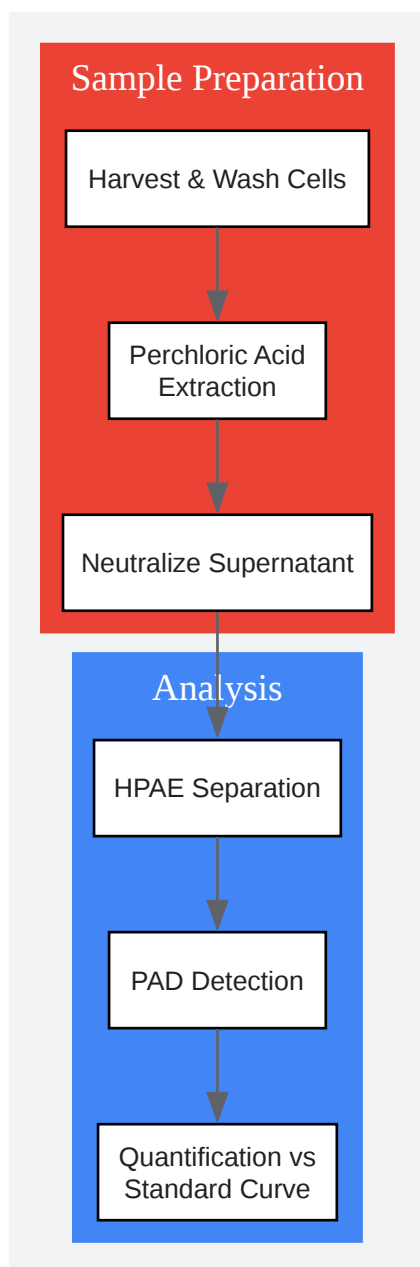 Sample Preparation
Harvest & Wash Cells
Perchloric Acid
Extraction
Neutralize Supernatant
Analysis
HPAE Separation
PAD Detection
Quantification vs
Standard Curve